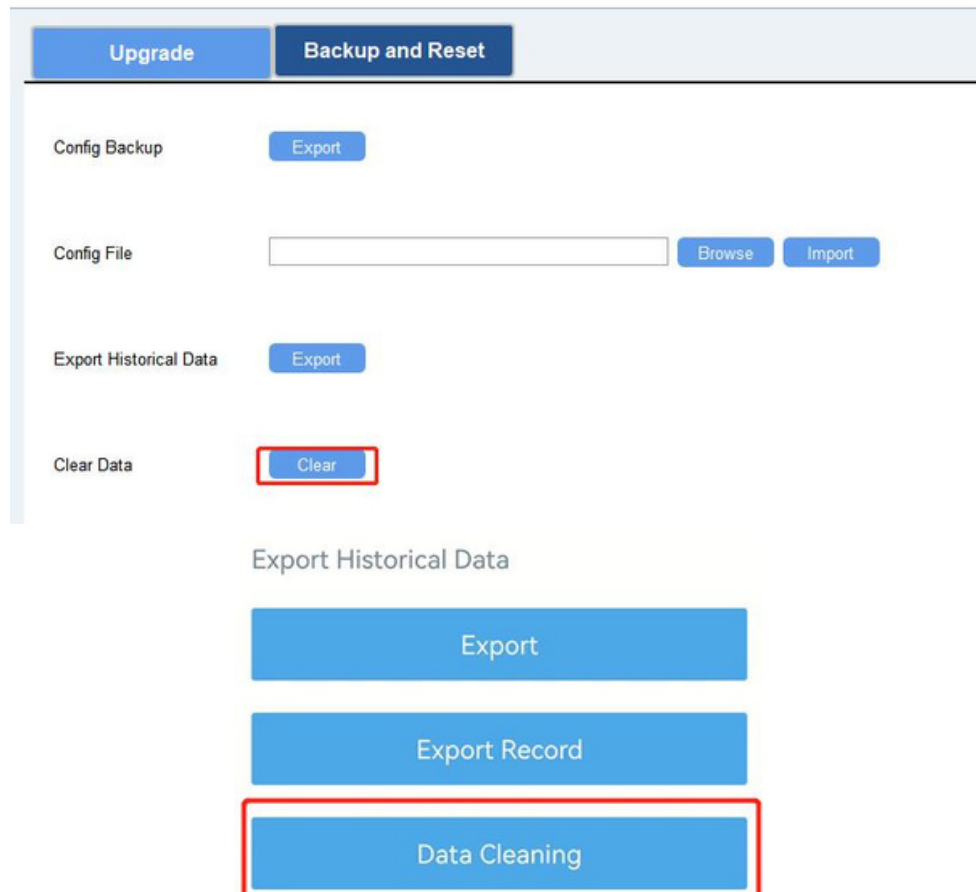 Upgrade Backup and Reset
Config Backup Export
Config File Browse Import
Export Historical Data Export
Clear Data Clear
Export Historical Data
Export
Export Record
Data Cleaning